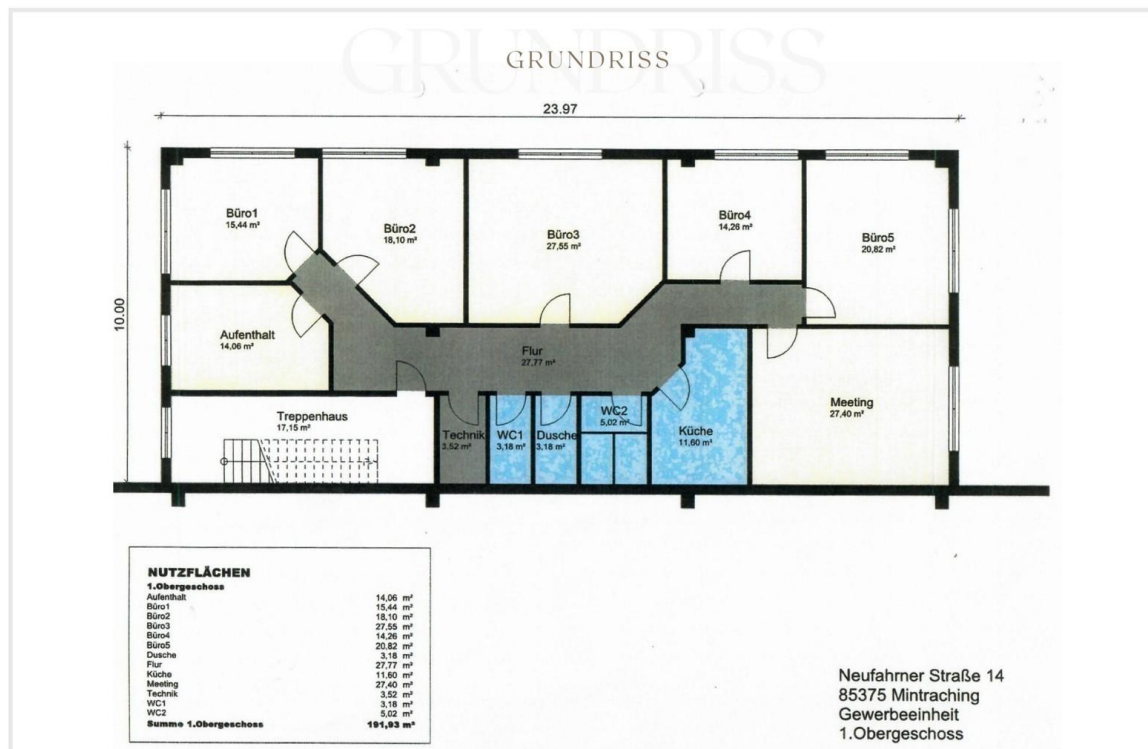 GRUNDRISS
GRUNDRISS
23.97
10.00
Büro1
15,44 m²
Büro2
18,10 m²
Büro3
27,55 m²
Büro4
14,26 m²
Büro5
20,82 m²
Aufenthalt
14,06 m²
Flur
27,77 m²
Treppenhaus
17,15 m²
Technik
3,52 m²
WC1
3,18 m²
Dusche
3,18 m²
WC2
5,02 m²
Küche
11,60 m²
Meeting
27,40 m²
NUTZFLÄCHEN
1.Obergeschoss
Aufenthalt 14,06 m²
Büro1 15,44 m²
Büro2 18,10 m²
Büro3 27,55 m²
Büro4 14,26 m²
Büro5 20,82 m²
Dusche 3,18 m²
Flur 27,77 m²
Küche 11,60 m²
Meeting 27,40 m²
Technik 3,52 m²
WC1 3,18 m²
WC2 5,02 m²
Summe 1.Obergeschoss 191,93 m²
Neufahrner Straße 14
85375 Mintraching
Gewerbeeinheit
1.Obergeschoss